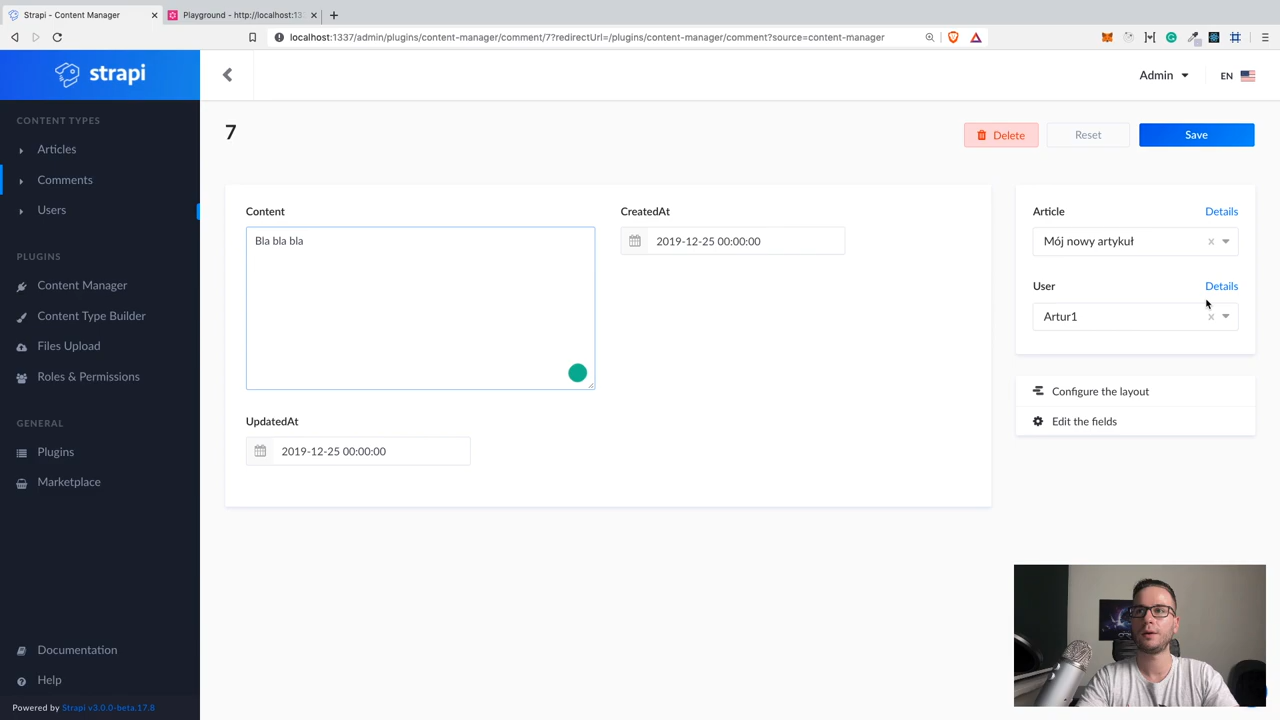 Strapi - Content Manager
Playground - http://localhost:133
localhost:1337/admin/plugins/content-manager/comment/7?redirectUrl=/plugins/content-manager/comment?source=content-manager
strapi
Admin
EN
CONTENT TYPES
Articles
Comments
Users
PLUGINS
Content Manager
Content Type Builder
Files Upload
Roles & Permissions
GENERAL
Plugins
Marketplace
Documentation
Help
Powered by Strapi v3.0.0-beta.17.8
7
Delete
Reset
Save
Content
Bla bla bla
CreatedAt
2019-12-25 00:00:00
UpdatedAt
2019-12-25 00:00:00
Article
Details
Mój nowy artykuł
User
Details
Artur1
Configure the layout
Edit the fields